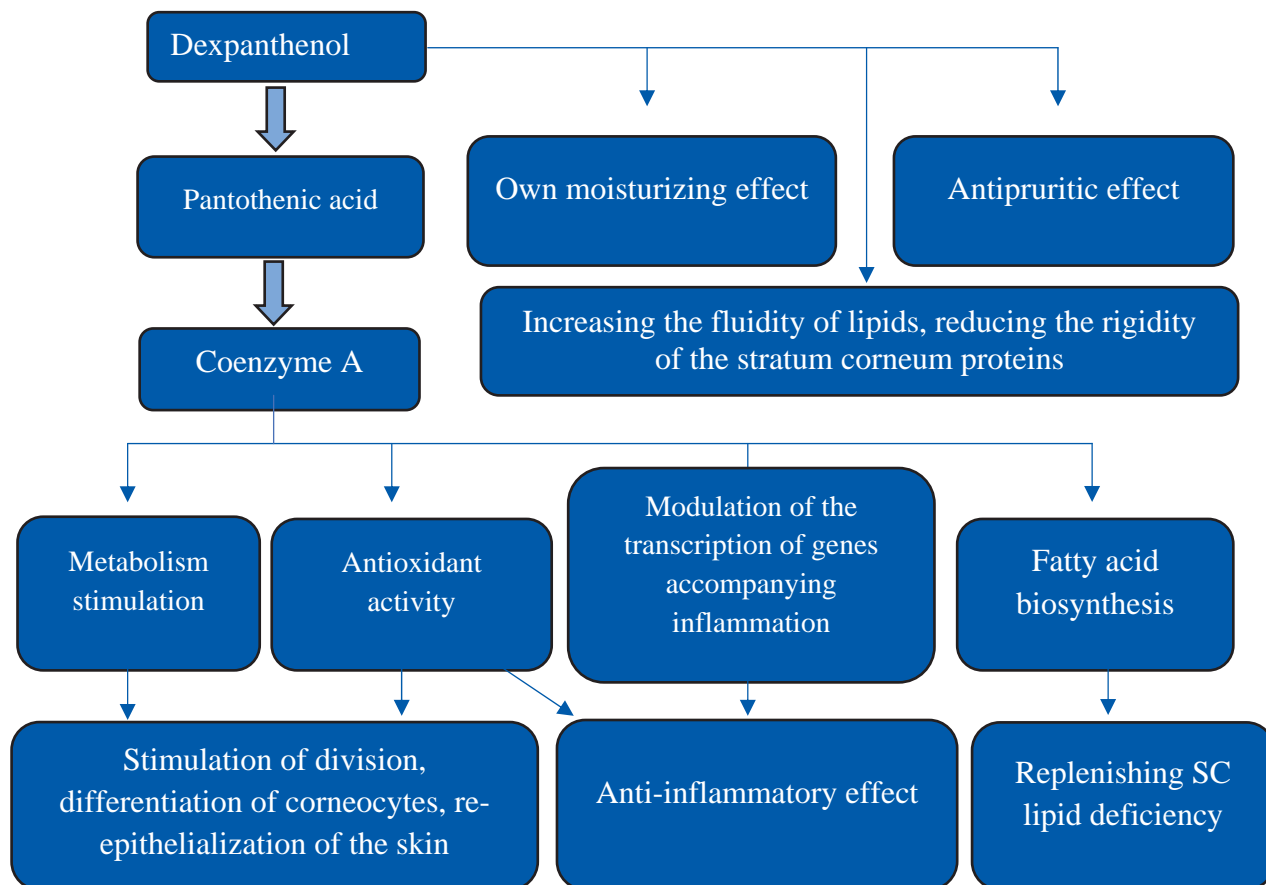 Dexpanthenol
Pantothenic acid
Own moisturizing effect
Antipruritic effect
Increasing the fluidity of lipids, reducing the rigidity
of the stratum corneum proteins
Coenzyme A
Metabolism
stimulation
Antioxidant
activity
Modulation of the
transcription of genes
accompanying
inflammation
Fatty acid
biosynthesis
Stimulation of division,
differentiation of corneocytes, re-
epithelialization of the skin
Anti-inflammatory effect
Replenishing SC
lipid deficiency